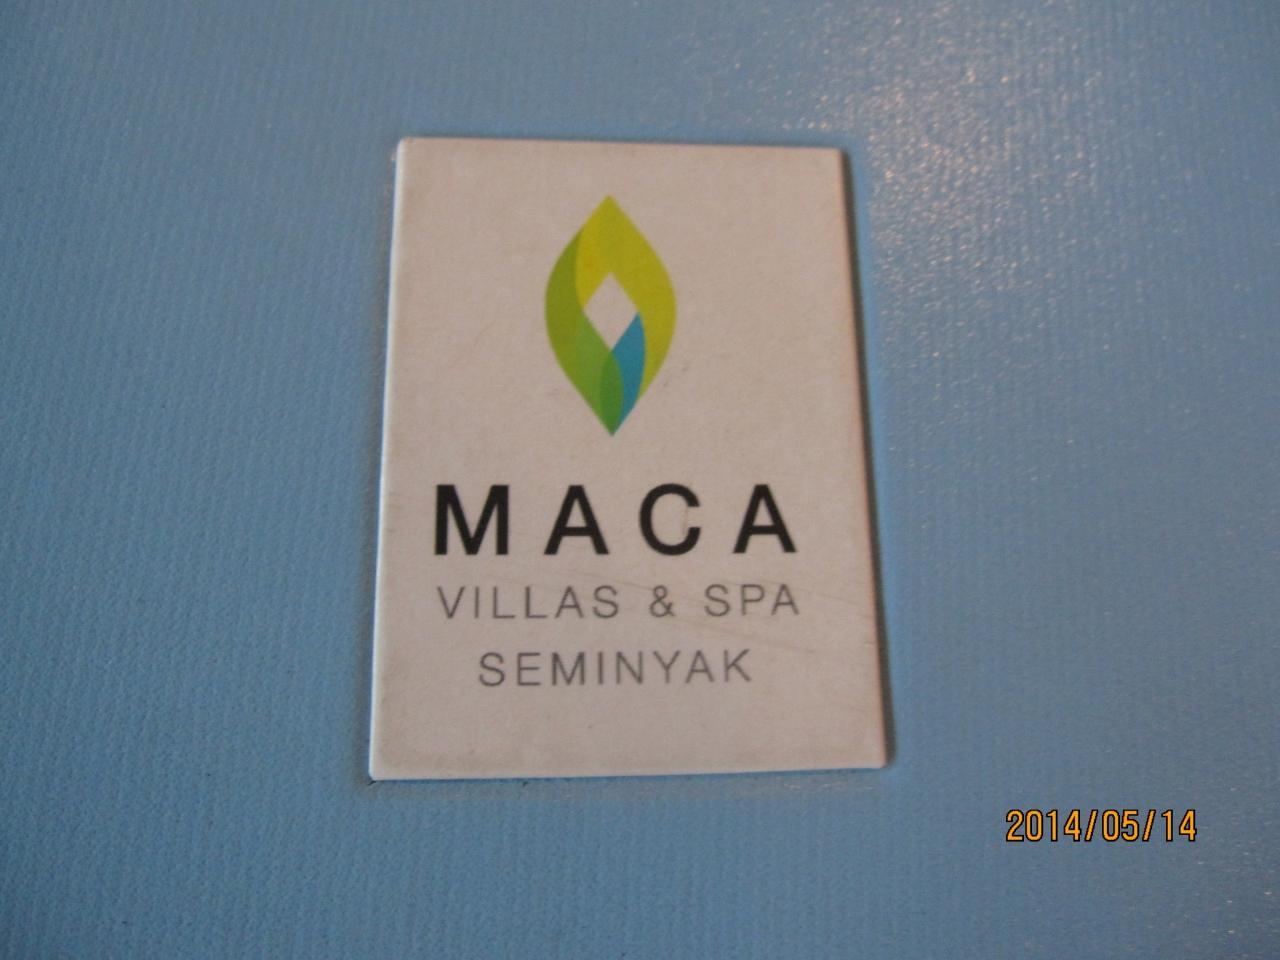 MACA
VILLAS & SPA
SEMINYAK
2014/05/14